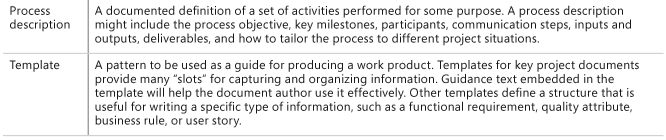 Process
description
A documented definition of a set of activities performed for some purpose. A process description
might include the process objective, key milestones, participants, communication steps, inputs and
outputs, deliverables, and how to tailor the process to different project situations.
Template
A pattern to be used as a guide for producing a work product. Templates for key project documents
provide many “slots” for capturing and organizing information. Guidance text embedded in the
template will help the document author use it effectively. Other templates define a structure that is
useful for writing a specific type of information, such as a functional requirement, quality attribute,
business rule, or user story.